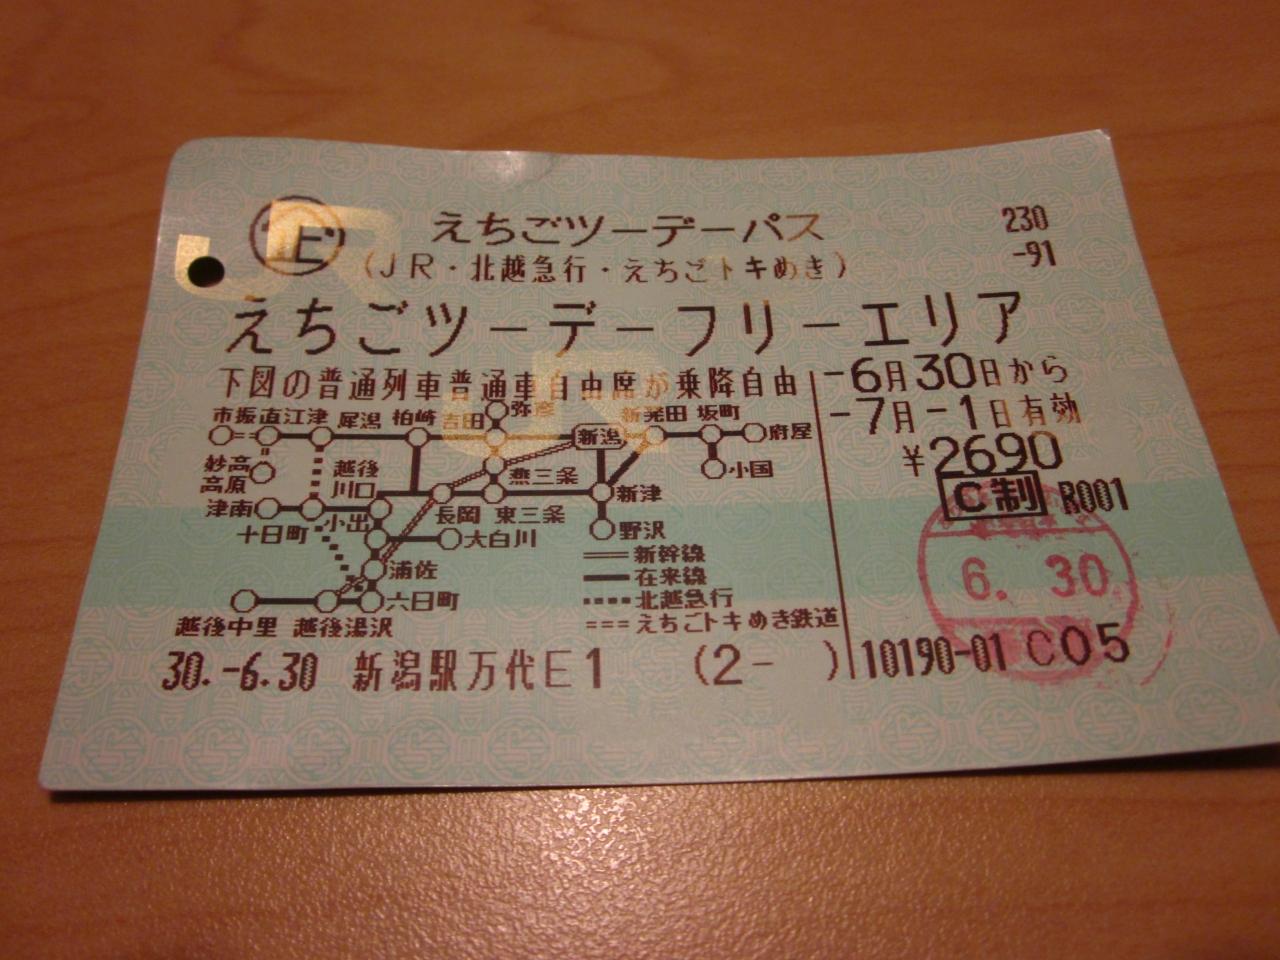 ㋪ えちごツーデーパス 230
(JR・北越急行・えちごトキめき) -91
えちごツーデーフリーエリア
下図の普通列車普通車自由席が乗降自由
-6月30日から
-7月-1日有効
¥2690
C制 R001
市振 直江津 犀潟 柏崎 吉田 弥彦 新潟 新発田 坂町 府屋
妙高高原 越後川口 燕三条 小国
津南 長岡 東三条 新津
十日町 小出 大白川 野沢
浦佐
越後中里 越後湯沢 六日町
新幹線
在来線
北越急行
えちごトキめき鉄道
6. 30
30.-6.30 新潟駅万代E1 (2- ) 10190-01 C05